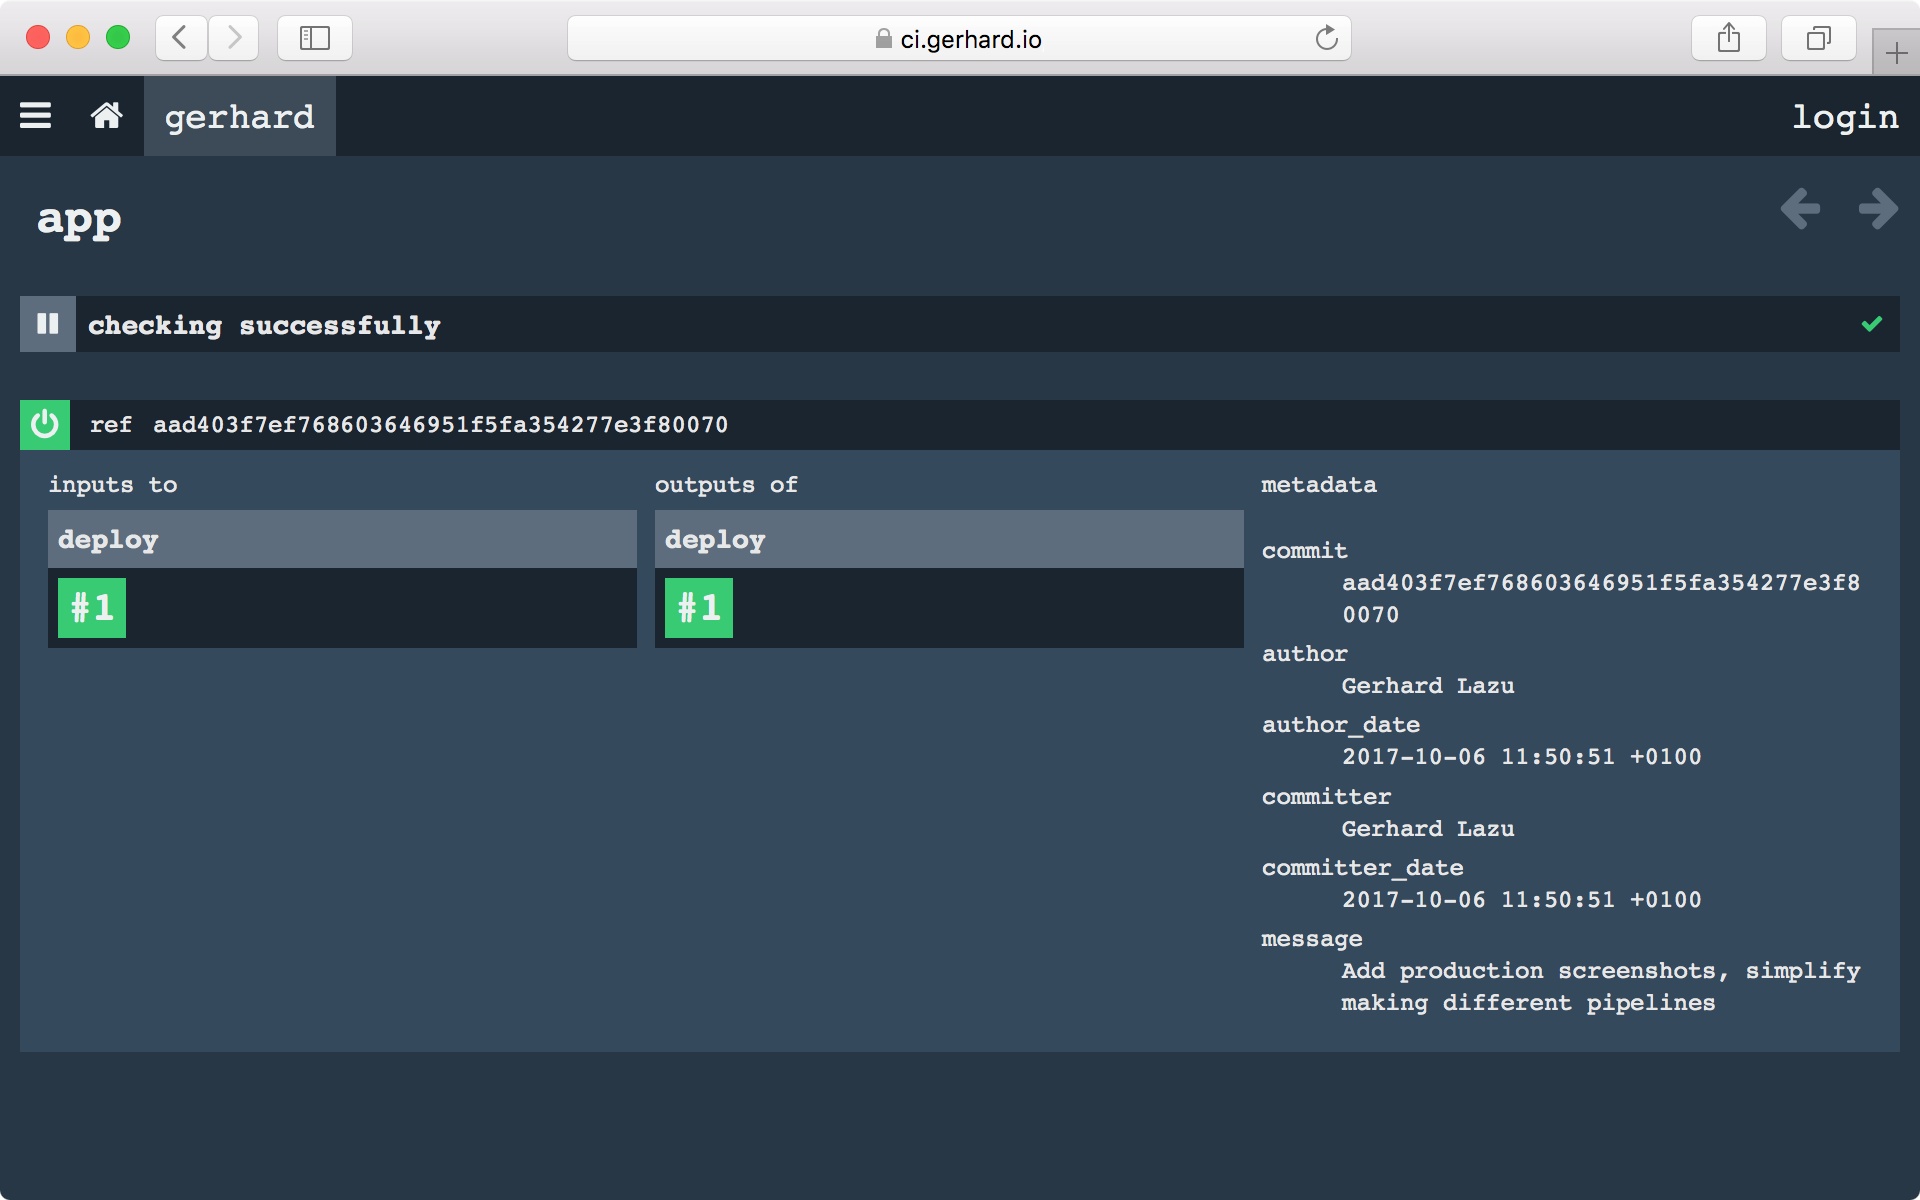 ci.gerhard.io
gerhard
login
app
checking successfully
ref aad403f7ef768603646951f5fa354277e3f80070
inputs to
deploy
#1
outputs of
deploy
#1
metadata
commit
aad403f7ef768603646951f5fa354277e3f8
0070
author
Gerhard Lazu
author_date
2017-10-06 11:50:51 +0100
committer
Gerhard Lazu
committer_date
2017-10-06 11:50:51 +0100
message
Add production screenshots, simplify
making different pipelines